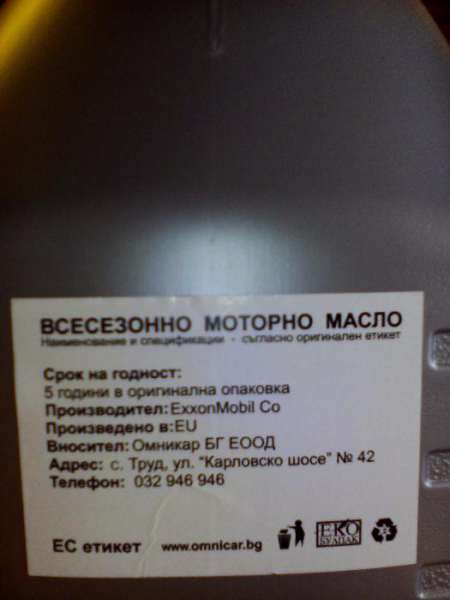 ВСЕСЕЗОННО МОТОРНО МАСЛО
Наименование и спецификации - съгласно оригинален етикет
Срок на годност:
5 години в оригинална опаковка
Производител: ExxonMobil Co
Произведено в: EU
Вносител: Омникар БГ ЕООД
Адрес: с. Труд, ул. "Карловско шосе" № 42
Телефон: 032 946 946
ЕС етикет www.omnicar.bg ЕКО
БУЛПАК